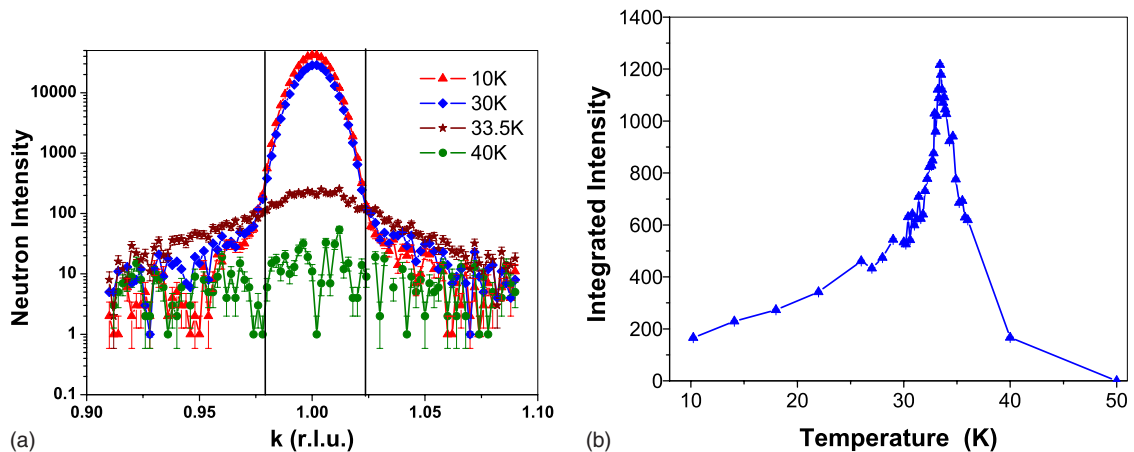 10000
1000
100
10
1
0.1
Neutron Intensity
10K
30K
33.5K
40K
0.90
0.95
1.00
1.05
1.10
k (r.l.u.)
(a)
1400
1200
1000
800
600
400
200
0
Integrated Intensity
10
20
30
40
50
Temperature (K)
(b)